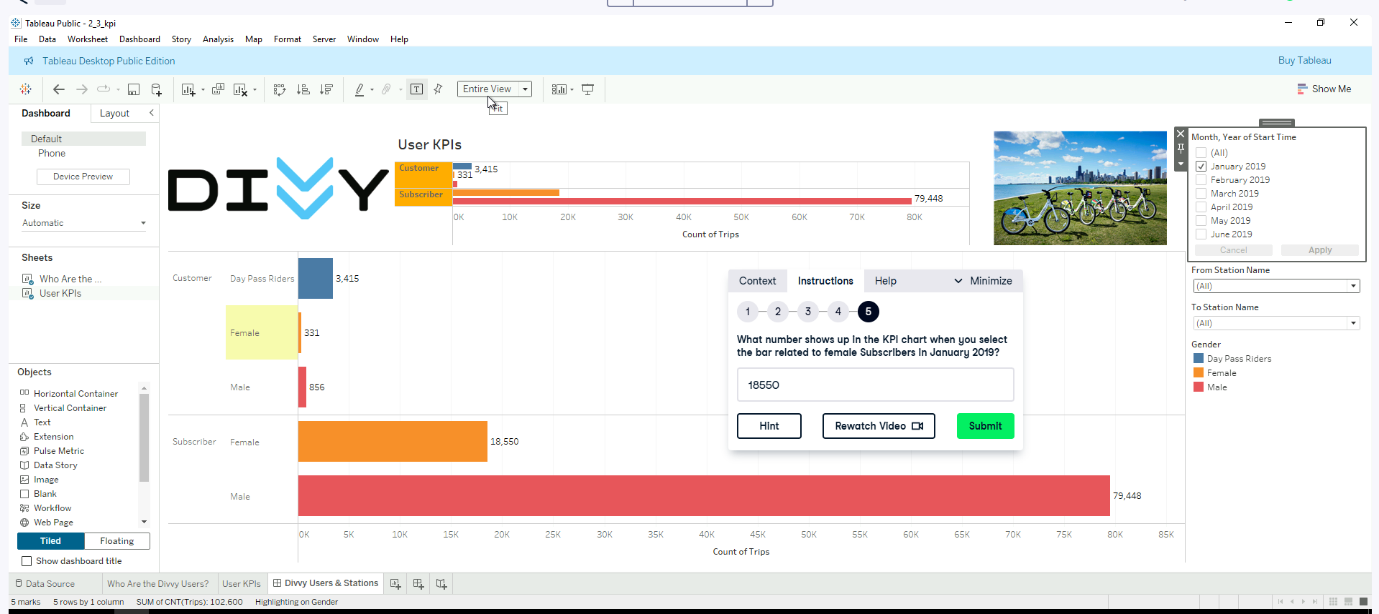 Tableau Public - 2_3_kpi
File Data Worksheet Dashboard Story Analysis Map Format Server Window Help
Tableau Desktop Public Edition
Buy Tableau
Entire View
Show Me
Fit
Dashboard
Layout
Default
Phone
Device Preview
Size
Automatic
Sheets
Who Are the ...
User KPIs
Objects
Horizontal Container
Vertical Container
Text
Extension
Pulse Metric
Data Story
Image
Blank
Workflow
Web Page
Tiled
Floating
Show dashboard title
DIVVY
User KPIs
Customer
3,415
331
Subscriber
79,448
0K 10K 20K 30K 40K 50K 60K 70K 80K
Count of Trips
Month, Year of Start Time
(All)
January 2019
February 2019
March 2019
April 2019
May 2019
June 2019
Cancel
Apply
From Station Name
(All)
To Station Name
(All)
Gender
Day Pass Riders
Female
Male
Customer
Day Pass Riders
3,415
Female
331
Male
856
Subscriber
Female
18,550
Male
79,448
0K 5K 10K 15K 20K 25K 30K 35K 40K 45K 50K 55K 60K 65K 70K 75K 80K 85K
Count of Trips
Context
Instructions
Help
Minimize
1 2 3 4 5
What number shows up in the KPI chart when you select
the bar related to female Subscribers in January 2019?
18550
Hint
Rewatch Video
Submit
Data Source
Who Are the Divvy Users?
User KPIs
Divvy Users & Stations
5 marks 5 rows by 1 column SUM of CNT(Trips): 102,600 Highlighting on Gender